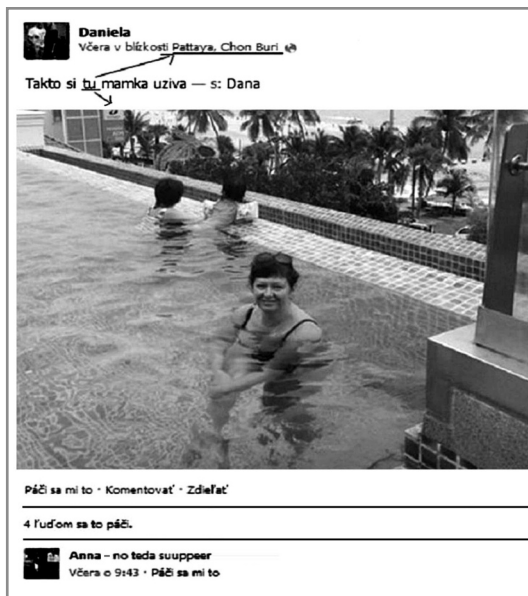 Daniela
Včera v blízkosti Pattaya, Chon Buri
Takto si tu mamka uziva — s: Dana
Páči sa mi to · Komentovať · Zdieľať
4 ľuďom sa to páči.
Anna – no teda suuppeer
Včera o 9:43 · Páči sa mi to